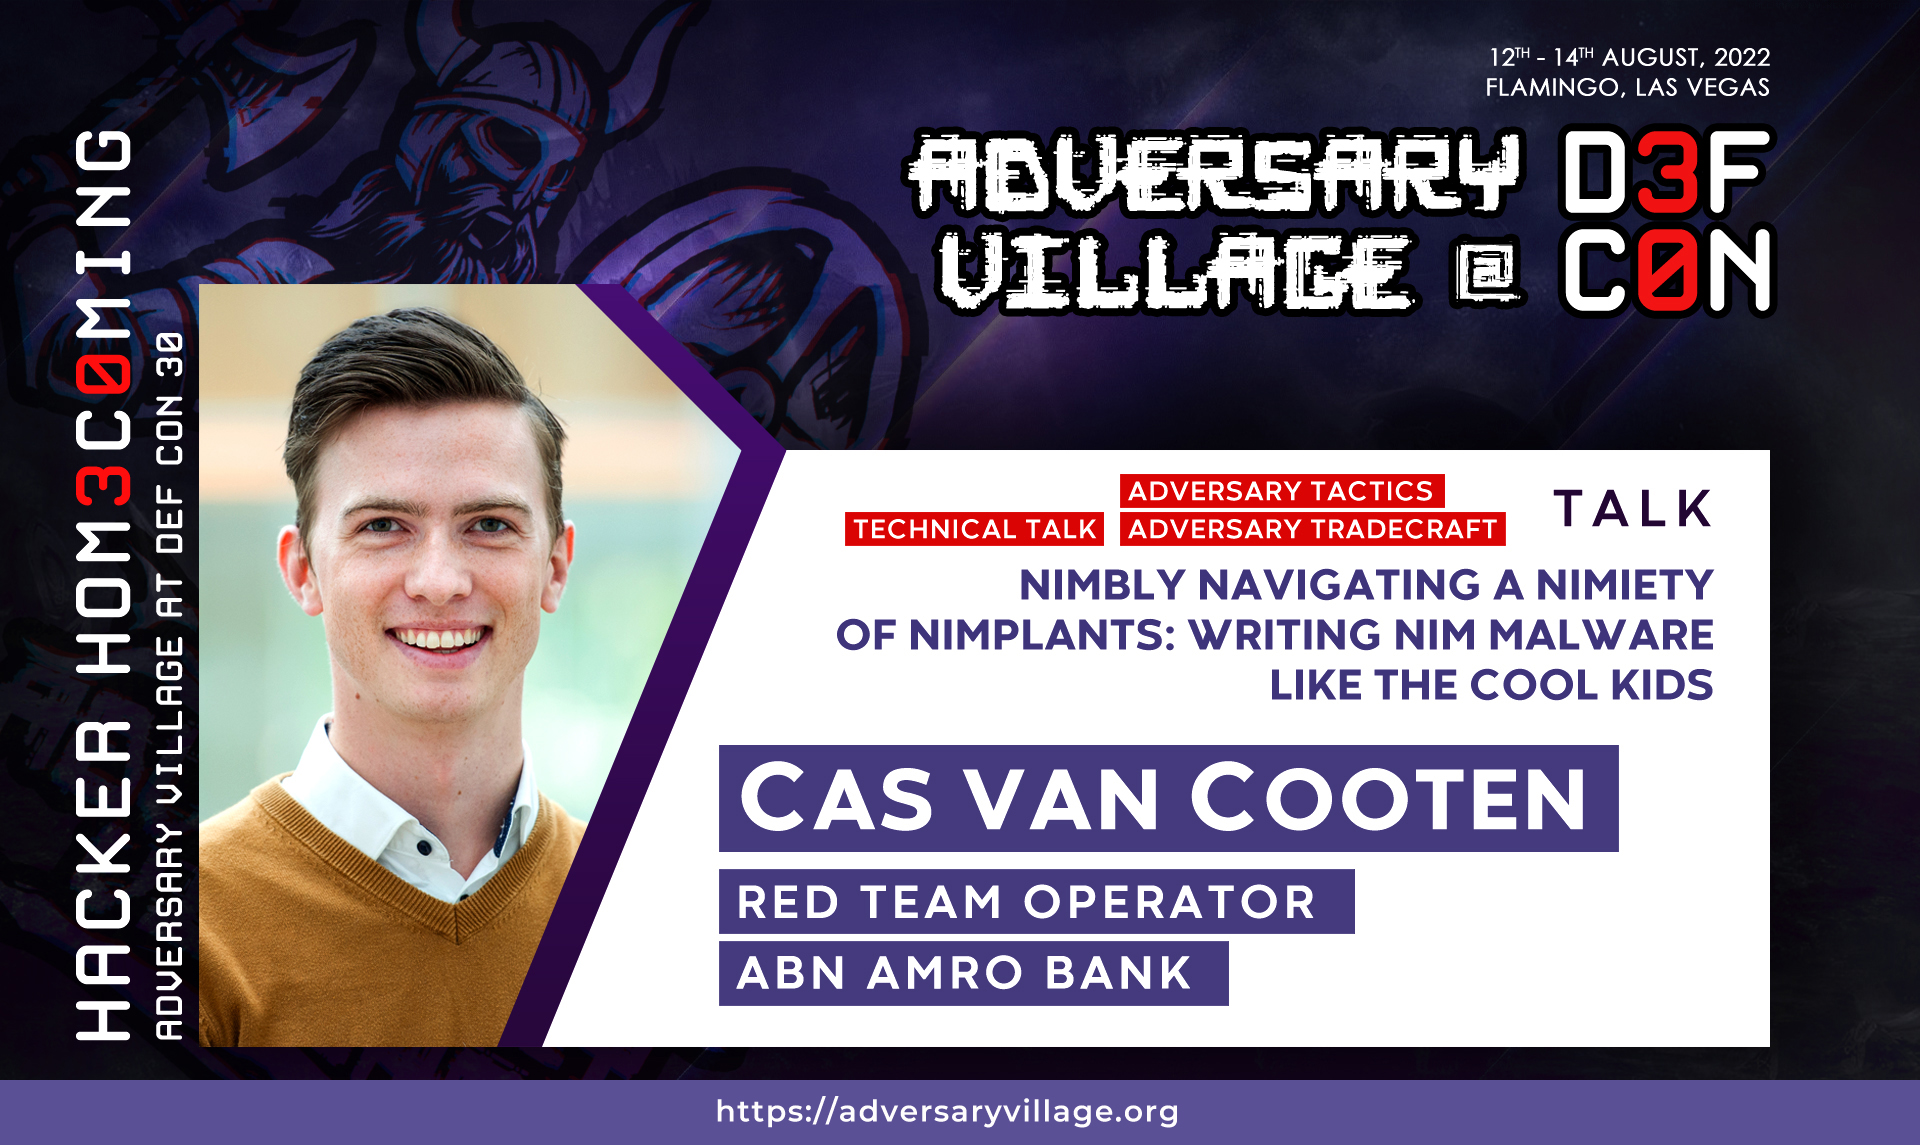 12TH - 14TH AUGUST, 2022
FLAMINGO, LAS VEGAS
ADVERSARY D3F
VILLAGE @ C0N
HACKER HOM3C0MING
ADVERSARY VILLAGE AT DEF CON 30
ADVERSARY TACTICS
TECHNICAL TALK ADVERSARY TRADECRAFT
TALK
NIMBLY NAVIGATING A NIMIETY
OF NIMPLANTS: WRITING NIM MALWARE
LIKE THE COOL KIDS
CAS VAN COOTEN
RED TEAM OPERATOR
ABN AMRO BANK
https://adversaryvillage.org